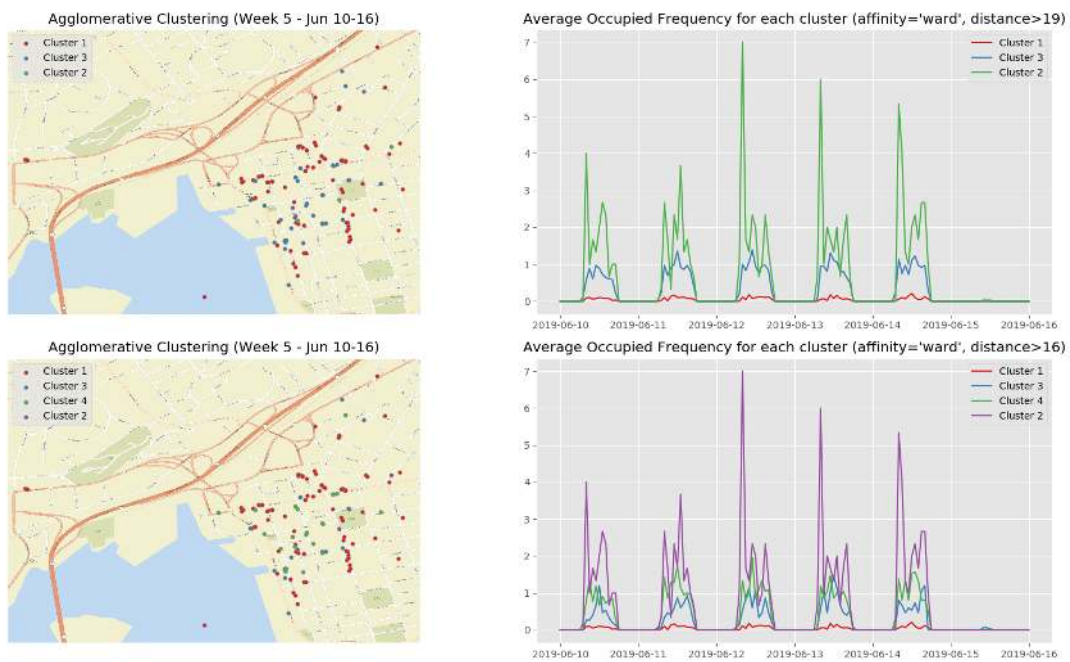 Agglomerative Clustering (Week 5 - Jun 10-16)
Cluster 1
Cluster 3
Cluster 2
Average Occupied Frequency for each cluster (affinity='ward', distance>19)
Cluster 1
Cluster 3
Cluster 2
7
6
5
4
3
2
1
0
2019-06-10 2019-06-11 2019-06-12 2019-06-13 2019-06-14 2019-06-15 2019-06-16
Agglomerative Clustering (Week 5 - Jun 10-16)
Cluster 1
Cluster 3
Cluster 4
Cluster 2
Average Occupied Frequency for each cluster (affinity='ward', distance>16)
Cluster 1
Cluster 3
Cluster 4
Cluster 2
7
6
5
4
3
2
1
0
2019-06-10 2019-06-11 2019-06-12 2019-06-13 2019-06-14 2019-06-15 2019-06-16